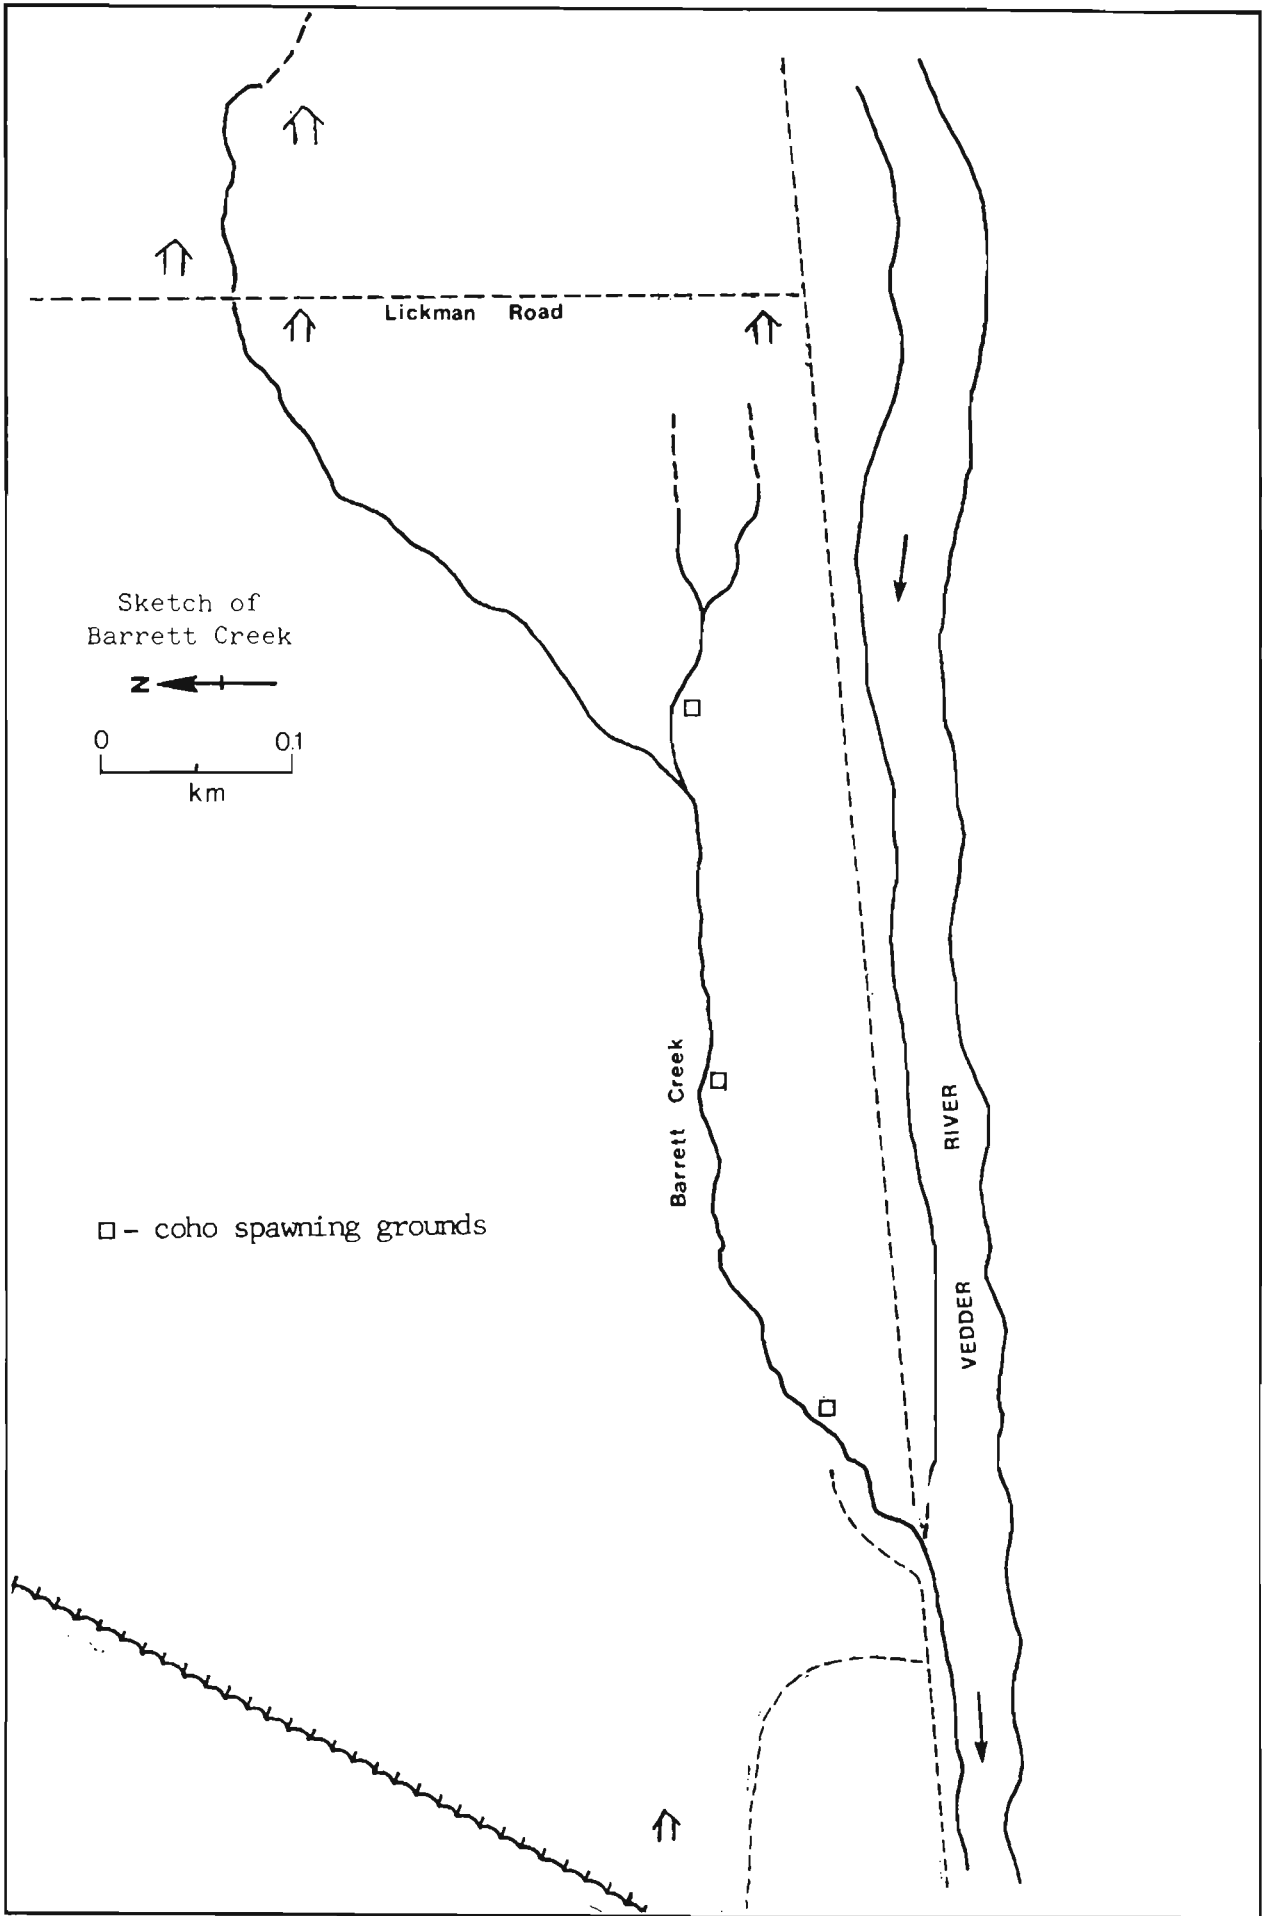 Lickman Road
Sketch of
Barrett Creek
N
0 0.1
km
Barrett Creek
RIVER
VEDDER
- coho spawning grounds